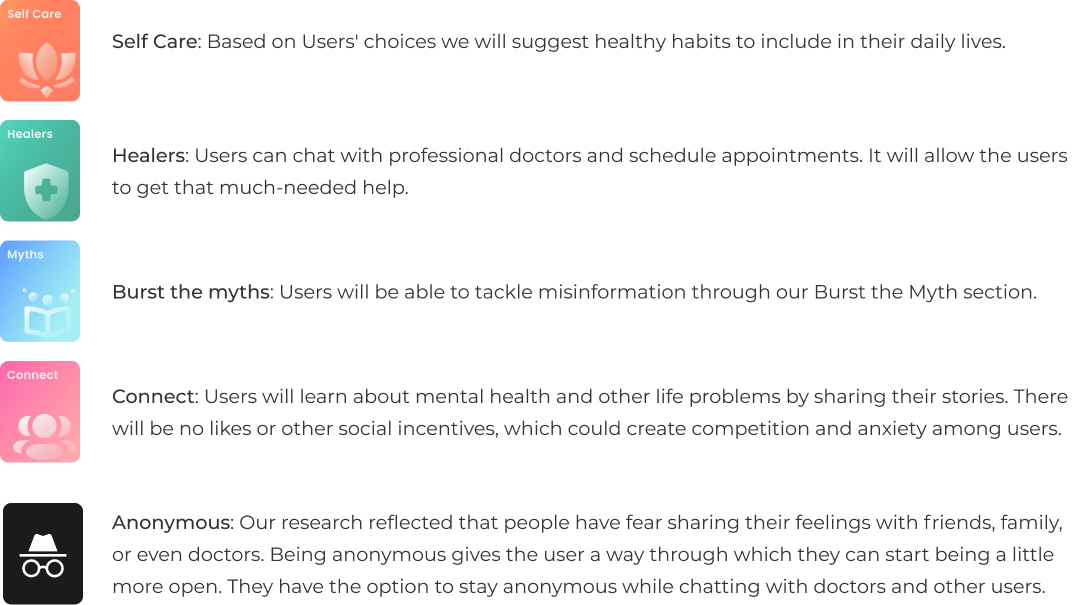 Self Care
Self Care: Based on Users' choices we will suggest healthy habits to include in their daily lives.
Healers
Healers: Users can chat with professional doctors and schedule appointments. It will allow the users
to get that much-needed help.
Myths
Burst the myths: Users will be able to tackle misinformation through our Burst the Myth section.
Connect
Connect: Users will learn about mental health and other life problems by sharing their stories. There
will be no likes or other social incentives, which could create competition and anxiety among users.
Anonymous: Our research reflected that people have fear sharing their feelings with friends, family,
or even doctors. Being anonymous gives the user a way through which they can start being a little
more open. They have the option to stay anonymous while chatting with doctors and other users.